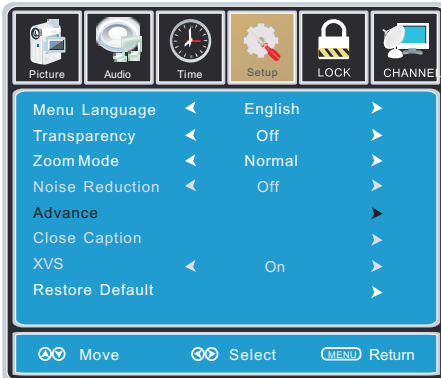 Picture Audio Time Setup LOCK CHANNEL
Menu Language English
Transparency Off
Zoom Mode Normal
Noise Reduction Off
Advance
Close Caption
XVS On
Restore Default
Move Select MENU Return